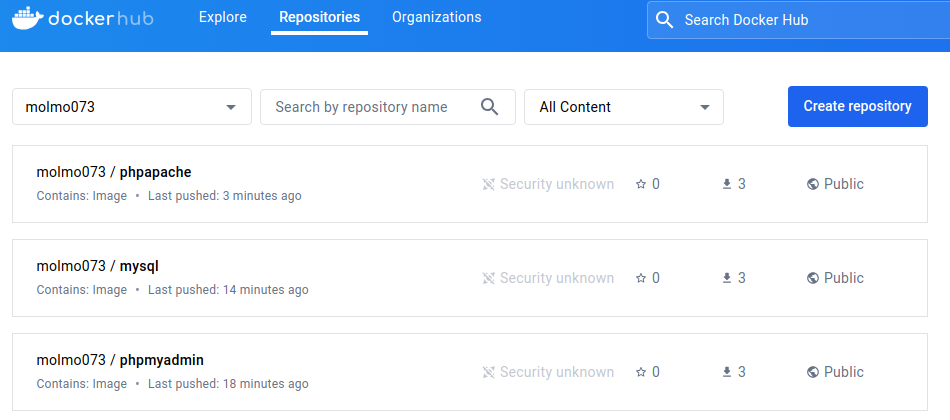 dockerhub Explore Repositories Organizations Search Docker Hub
molmo073 Search by repository name All Content Create repository
molmo073 / phpapache
Contains: Image • Last pushed: 3 minutes ago
Security unknown 0 3 Public
molmo073 / mysql
Contains: Image • Last pushed: 14 minutes ago
Security unknown 0 3 Public
molmo073 / phpmyadmin
Contains: Image • Last pushed: 18 minutes ago
Security unknown 0 3 Public